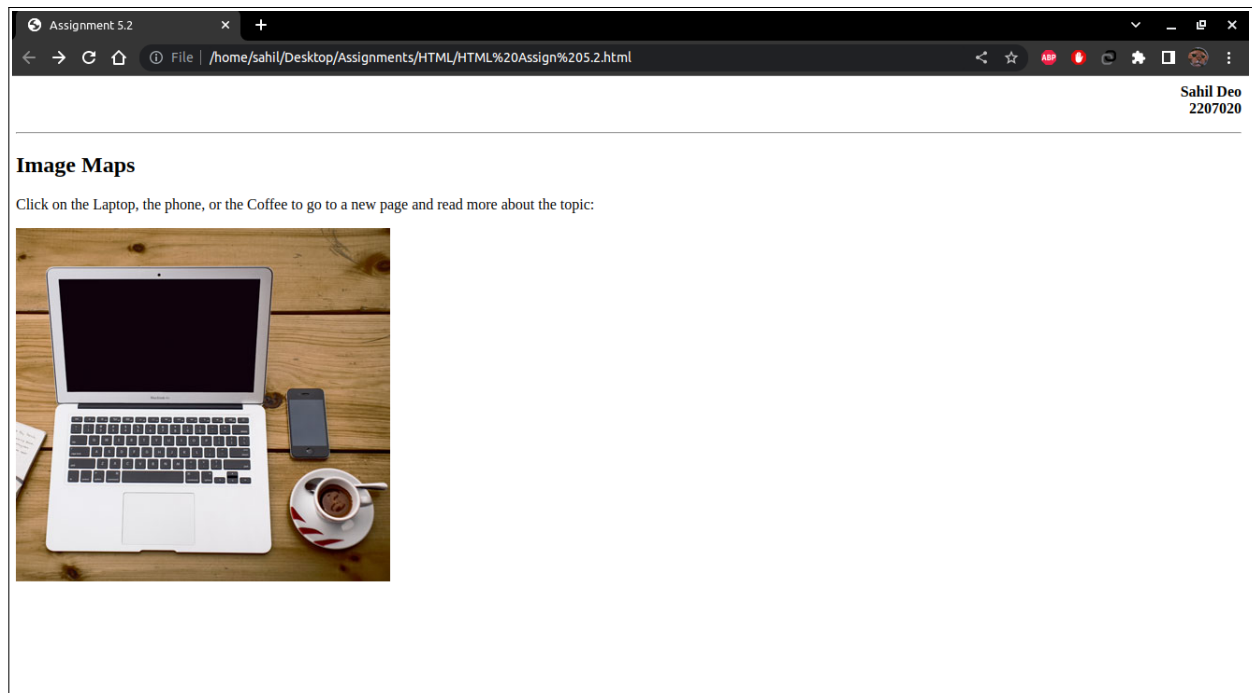 Assignment 5.2
File | /home/sahil/Desktop/Assignments/HTML/HTML%20Assign%205.2.html
ABP
Sahil Deo
2207020
Image Maps
Click on the Laptop, the phone, or the Coffee to go to a new page and read more about the topic: